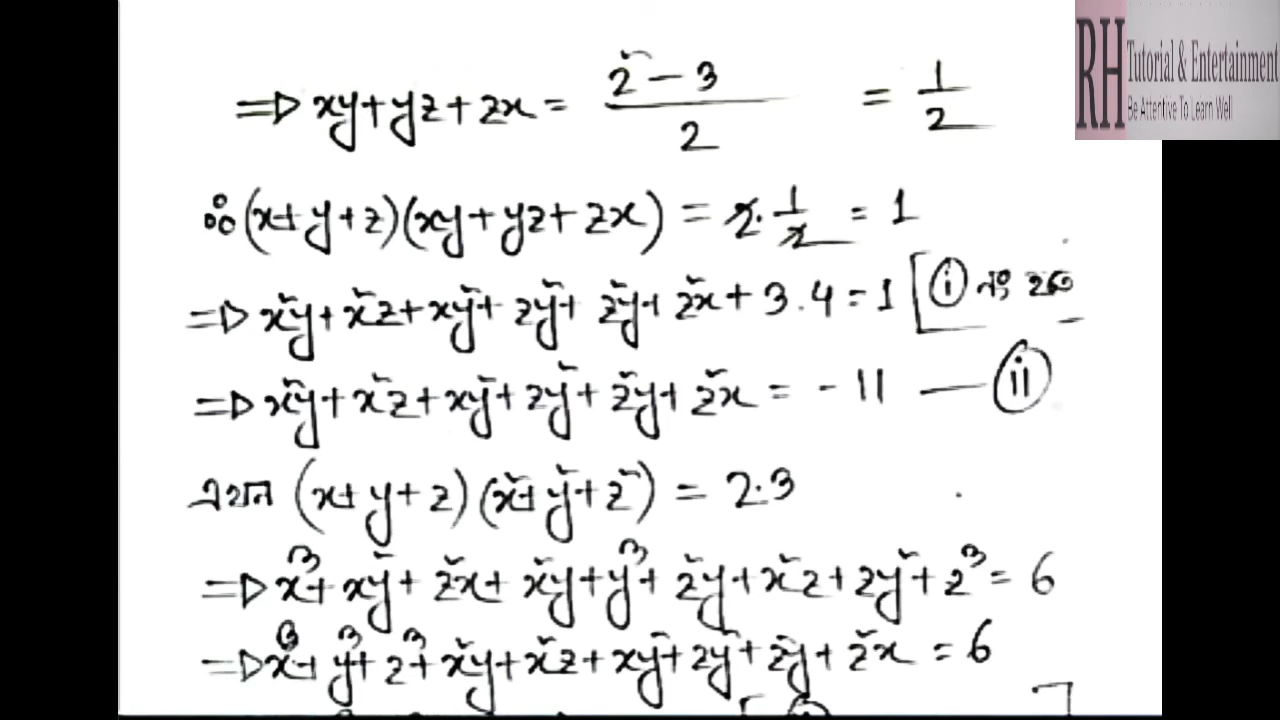 RH Tutorial & Entertainment
Be Attentive To Learn Well
=> xy+yz+zx = (2² - 3)/2 = 1/2
∴ (x+y+z)(xy+yz+zx) = 2·1/2 = 1
=> x²y+x²z+xy²+zy²+z²y+z²x+3.4=1 [(i) নং হতে
=> x²y+x²z+xy²+zy²+z²y+z²x = -11 — (ii)
এখন (x+y+z)(x²+y²+z²) = 2·3
=> x³+xy²+z²x+x²y+y³+z²y+x²z+zy²+z³ = 6
=> x³+y³+z³+x²y+x²z+xy²+zy²+z²y+z²x = 6